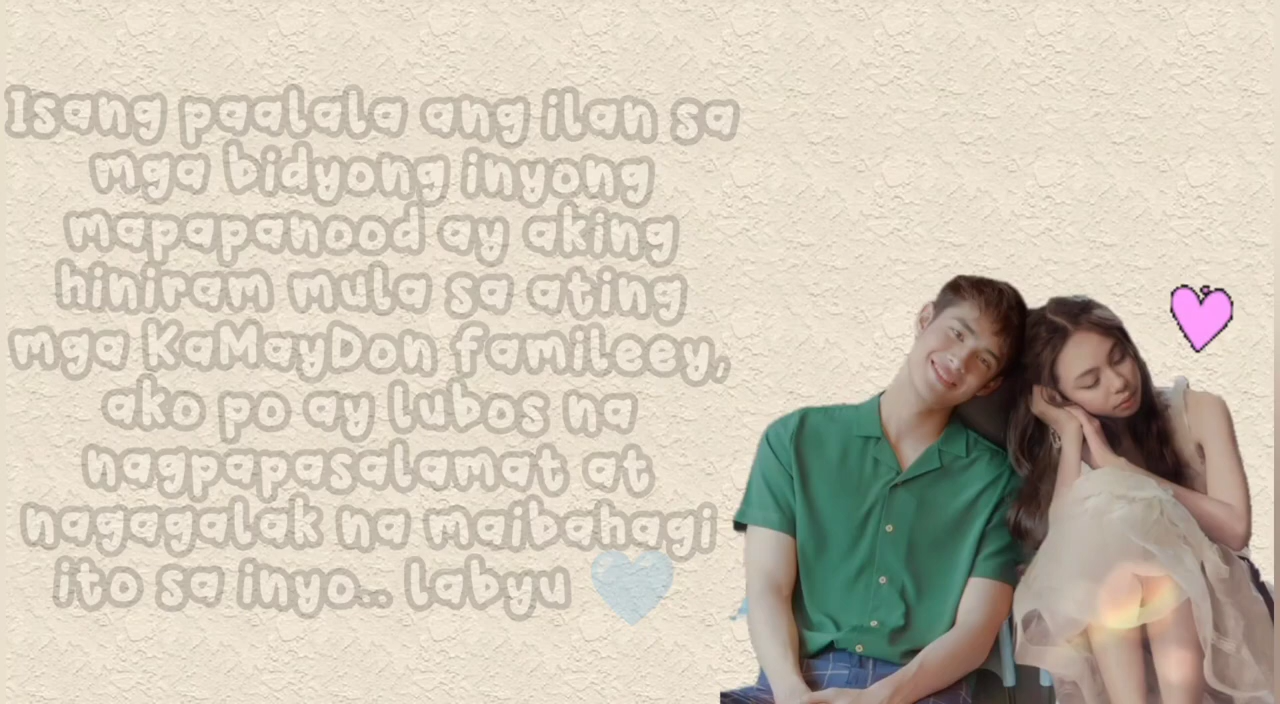 Isang paalala ang ilan sa
mga bidyong inyong
mapapanood ay aking
hiniram mula sa ating
mga KaMayDon famileey,
ako po ay lubos na
nagpapasalamat at
nagagalak na maibahagi
ito sa inyo.. labyu 🩵